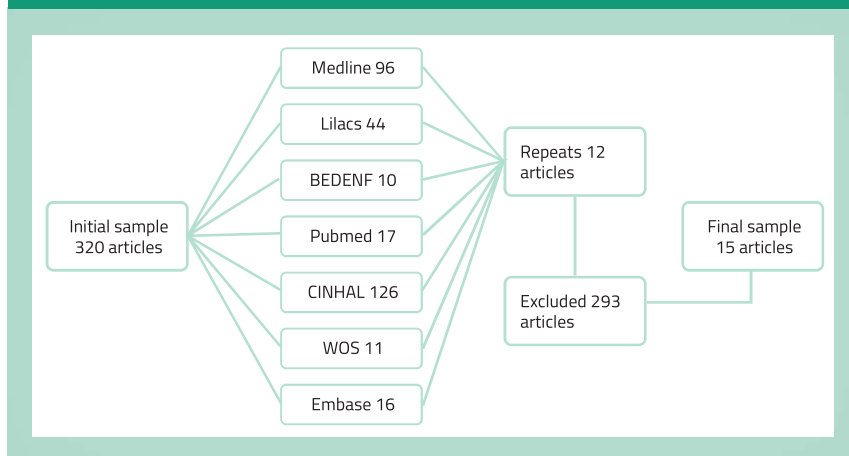 Initial sample
320 articles
Medline 96
Lilacs 44
BEDENF 10
Pubmed 17
CINHAL 126
WOS 11
Embase 16
Repeats 12
articles
Excluded 293
articles
Final sample
15 articles